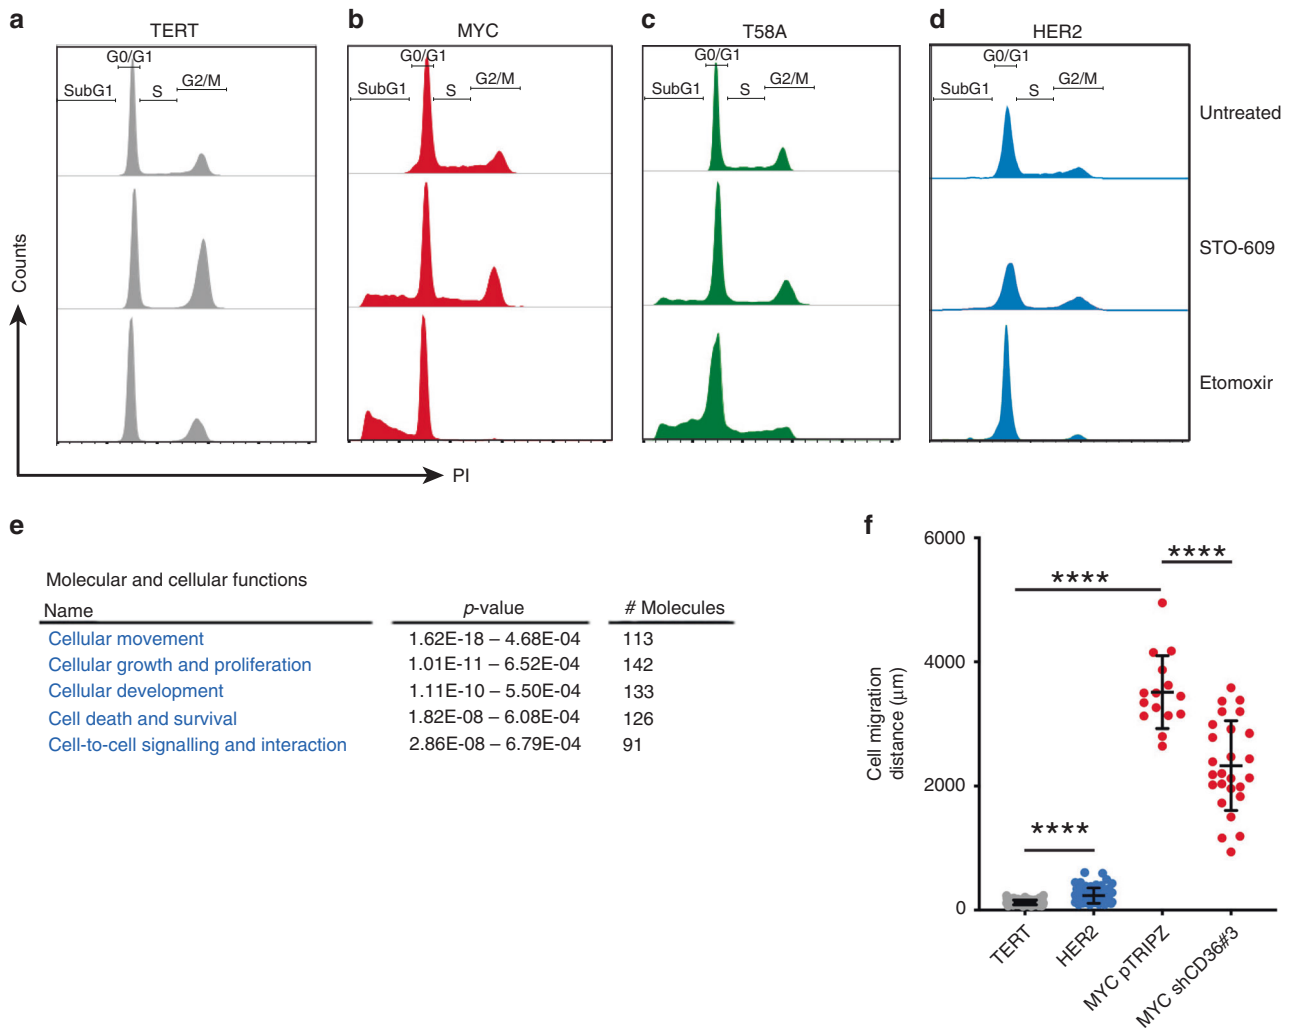 a
TERT
G0/G1
SubG1
S
G2/M
b
MYC
G0/G1
SubG1
S
G2/M
c
T58A
G0/G1
SubG1
S
G2/M
d
HER2
G0/G1
SubG1
S
G2/M
Untreated
STO-609
Etomoxir
Counts
PI
e
Molecular and cellular functions
Name p-value # Molecules
Cellular movement 1.62E-18 – 4.68E-04 113
Cellular growth and proliferation 1.01E-11 – 6.52E-04 142
Cellular development 1.11E-10 – 5.50E-04 133
Cell death and survival 1.82E-08 – 6.08E-04 126
Cell-to-cell signalling and interaction 2.86E-08 – 6.79E-04 91
f
Cell migration
distance (μm)
6000
4000
2000
0
****
****
****
TERT
HER2
MYC pTRIPZ
MYC shCD36#3